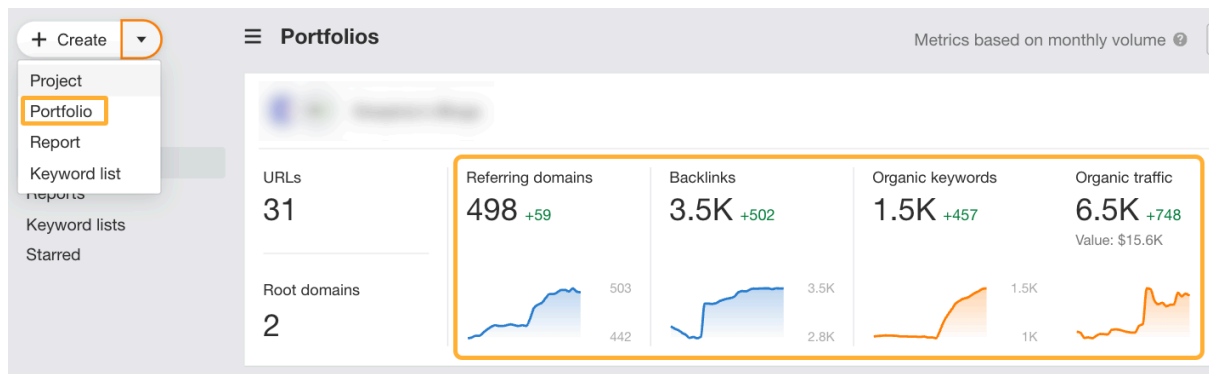 + Create
Portfolios
Metrics based on monthly volume ?
Project
Portfolio
Report
Keyword list
Reports
Keyword lists
Starred
URLs
31
Root domains
2
Referring domains
498 +59
503
442
Backlinks
3.5K +502
3.5K
2.8K
Organic keywords
1.5K +457
1.5K
1K
Organic traffic
6.5K +748
Value: $15.6K